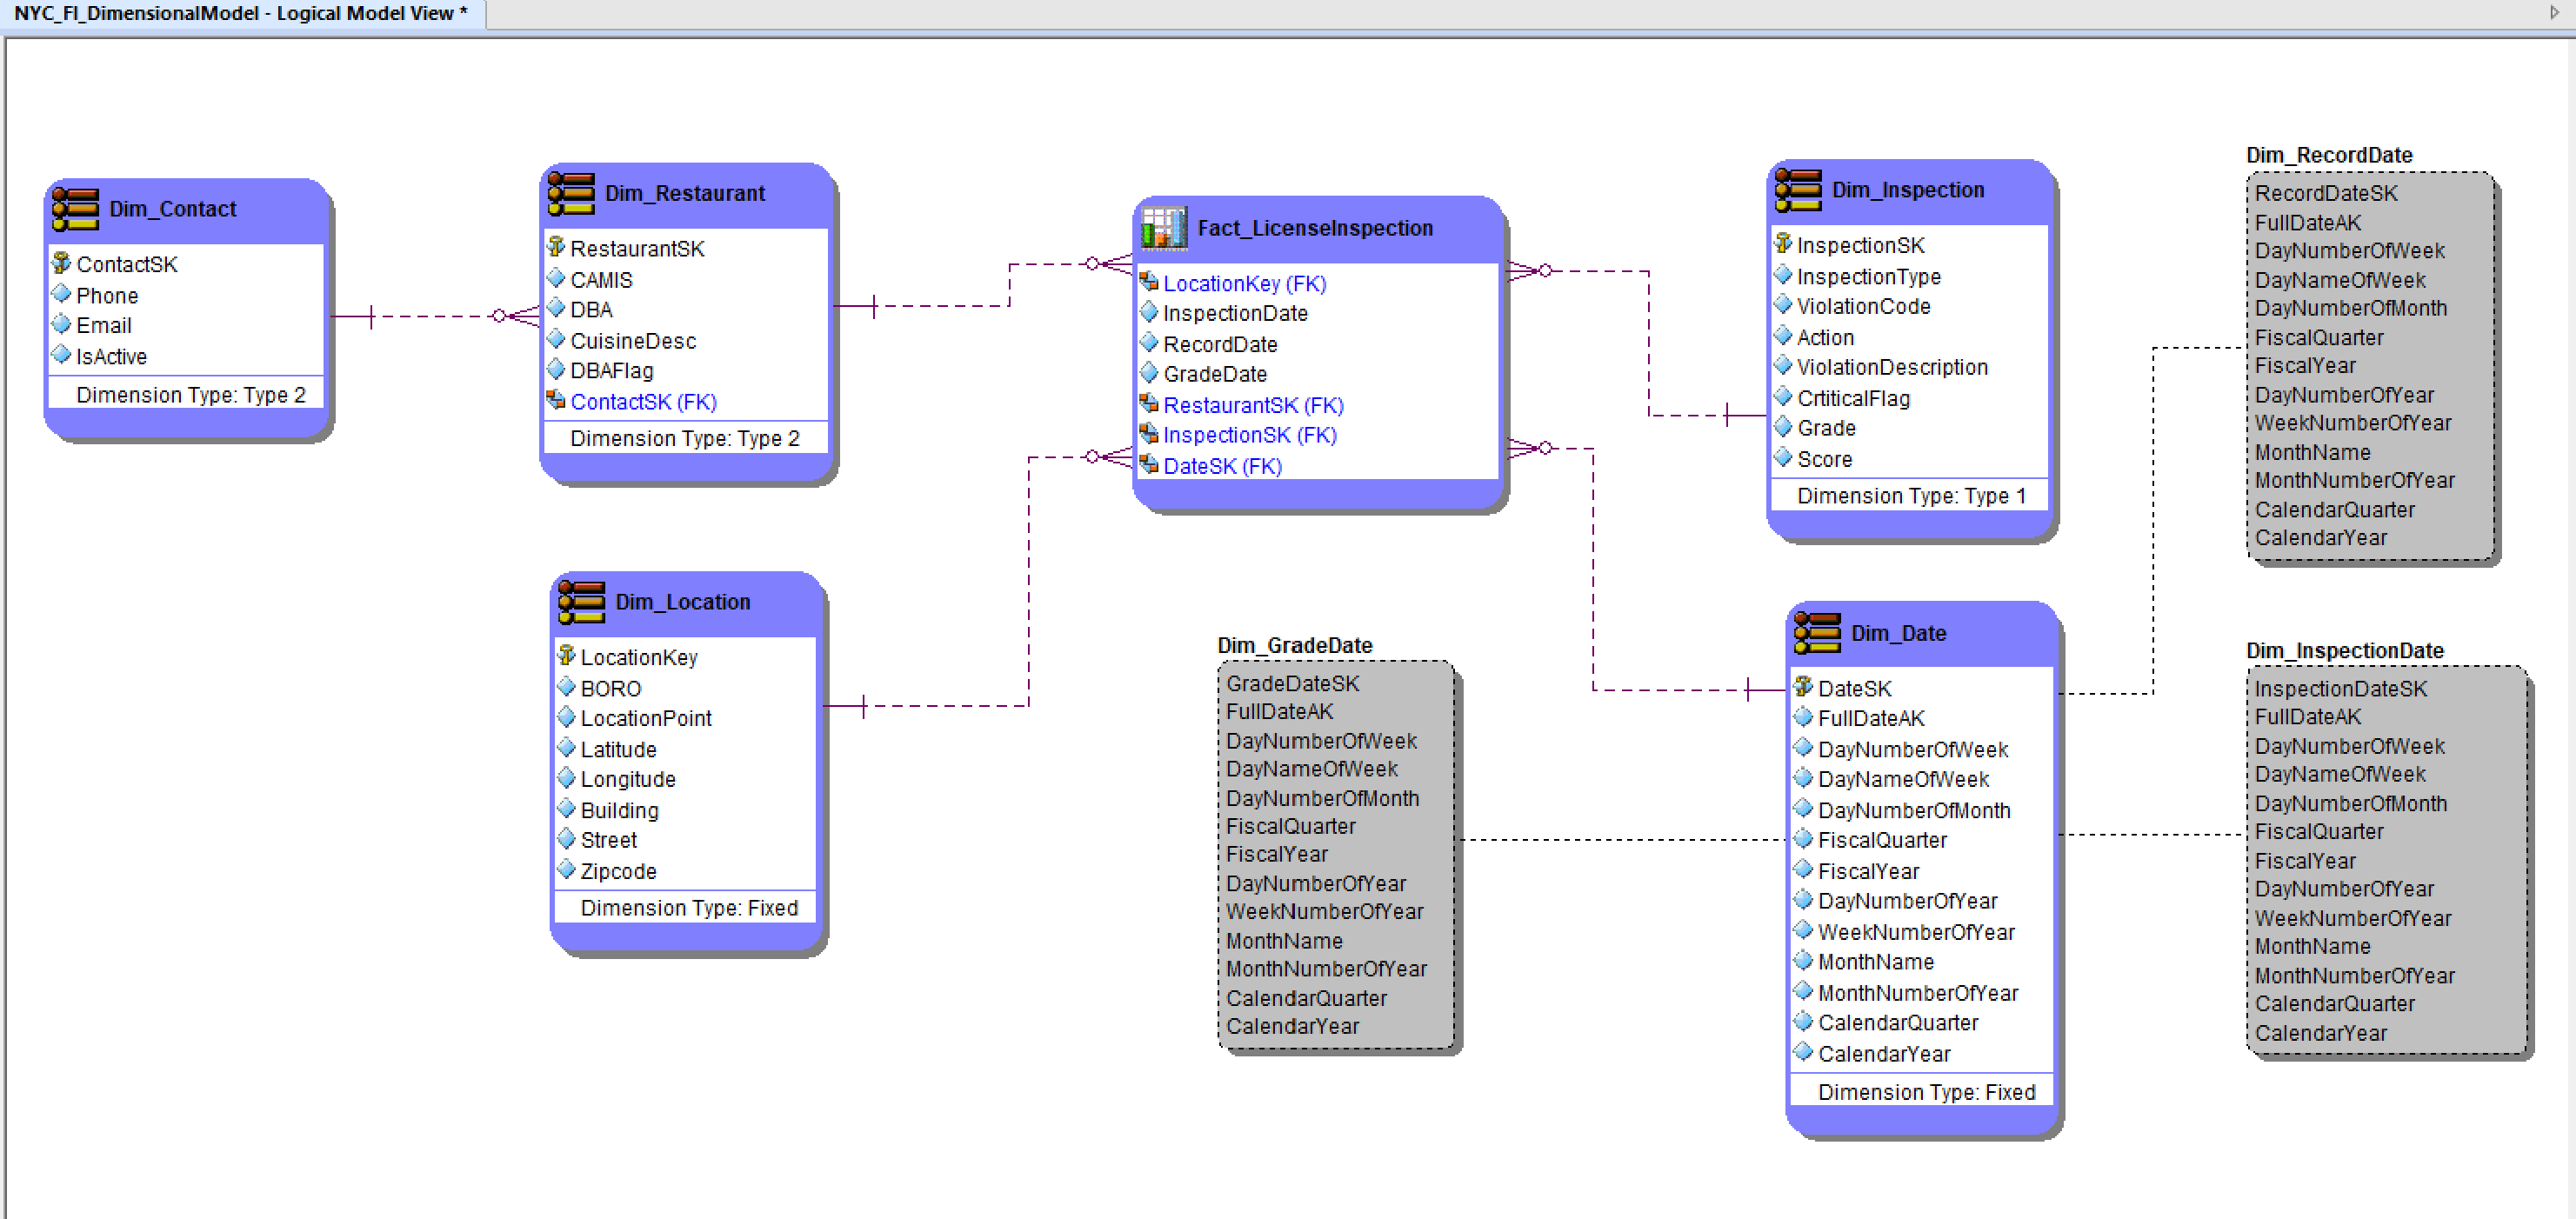 NYC_FI_DimensionalModel - Logical Model View *
Dim_Contact
ContactSK
Phone
Email
IsActive
Dimension Type: Type 2
Dim_Restaurant
RestaurantSK
CAMIS
DBA
CuisineDesc
DBAFlag
ContactSK (FK)
Dimension Type: Type 2
Fact_LicenseInspection
LocationKey (FK)
InspectionDate
RecordDate
GradeDate
RestaurantSK (FK)
InspectionSK (FK)
DateSK (FK)
Dim_Inspection
InspectionSK
InspectionType
ViolationCode
Action
ViolationDescription
CrtiticalFlag
Grade
Score
Dimension Type: Type 1
Dim_RecordDate
RecordDateSK
FullDateAK
DayNumberOfWeek
DayNameOfWeek
DayNumberOfMonth
FiscalQuarter
FiscalYear
DayNumberOfYear
WeekNumberOfYear
MonthName
MonthNumberOfYear
CalendarQuarter
CalendarYear
Dim_Location
LocationKey
BORO
LocationPoint
Latitude
Longitude
Building
Street
Zipcode
Dimension Type: Fixed
Dim_GradeDate
GradeDateSK
FullDateAK
DayNumberOfWeek
DayNameOfWeek
DayNumberOfMonth
FiscalQuarter
FiscalYear
DayNumberOfYear
WeekNumberOfYear
MonthName
MonthNumberOfYear
CalendarQuarter
CalendarYear
Dim_Date
DateSK
FullDateAK
DayNumberOfWeek
DayNameOfWeek
DayNumberOfMonth
FiscalQuarter
FiscalYear
DayNumberOfYear
WeekNumberOfYear
MonthName
MonthNumberOfYear
CalendarQuarter
CalendarYear
Dimension Type: Fixed
Dim_InspectionDate
InspectionDateSK
FullDateAK
DayNumberOfWeek
DayNameOfWeek
DayNumberOfMonth
FiscalQuarter
FiscalYear
DayNumberOfYear
WeekNumberOfYear
MonthName
MonthNumberOfYear
CalendarQuarter
CalendarYear